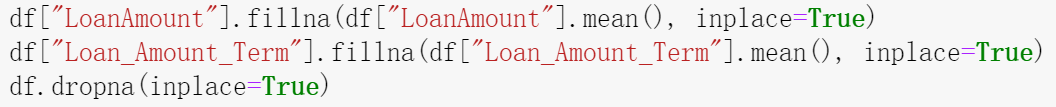 df["LoanAmount"].fillna(df["LoanAmount"].mean(), inplace=True)
df["Loan_Amount_Term"].fillna(df["Loan_Amount_Term"].mean(), inplace=True)
df.dropna(inplace=True)